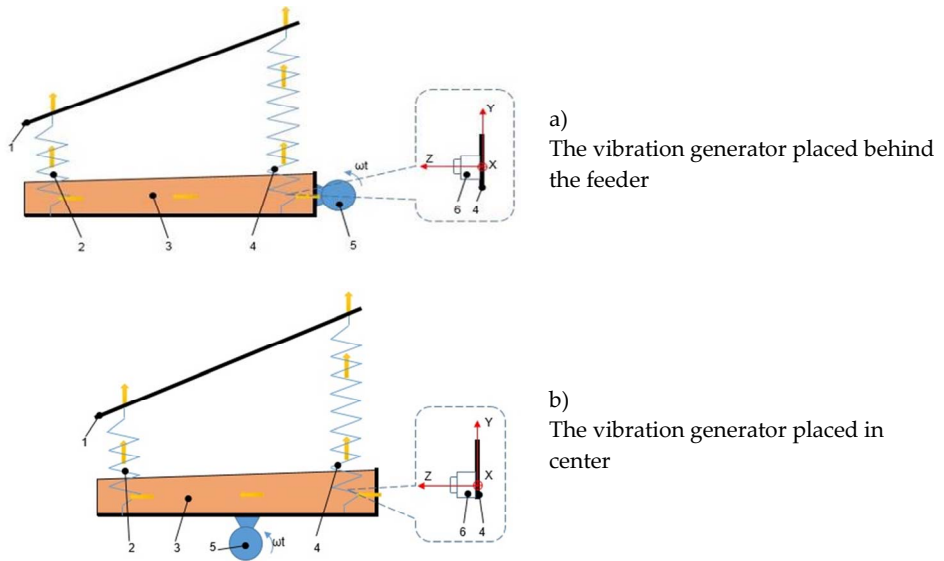 a)
The vibration generator placed behind
the feeder
1
ωt
Y
Z
X
6 4
2 3 4 5
b)
The vibration generator placed in
center
1
4
Y
Z
X
6 4
2 3 5 ωt 4